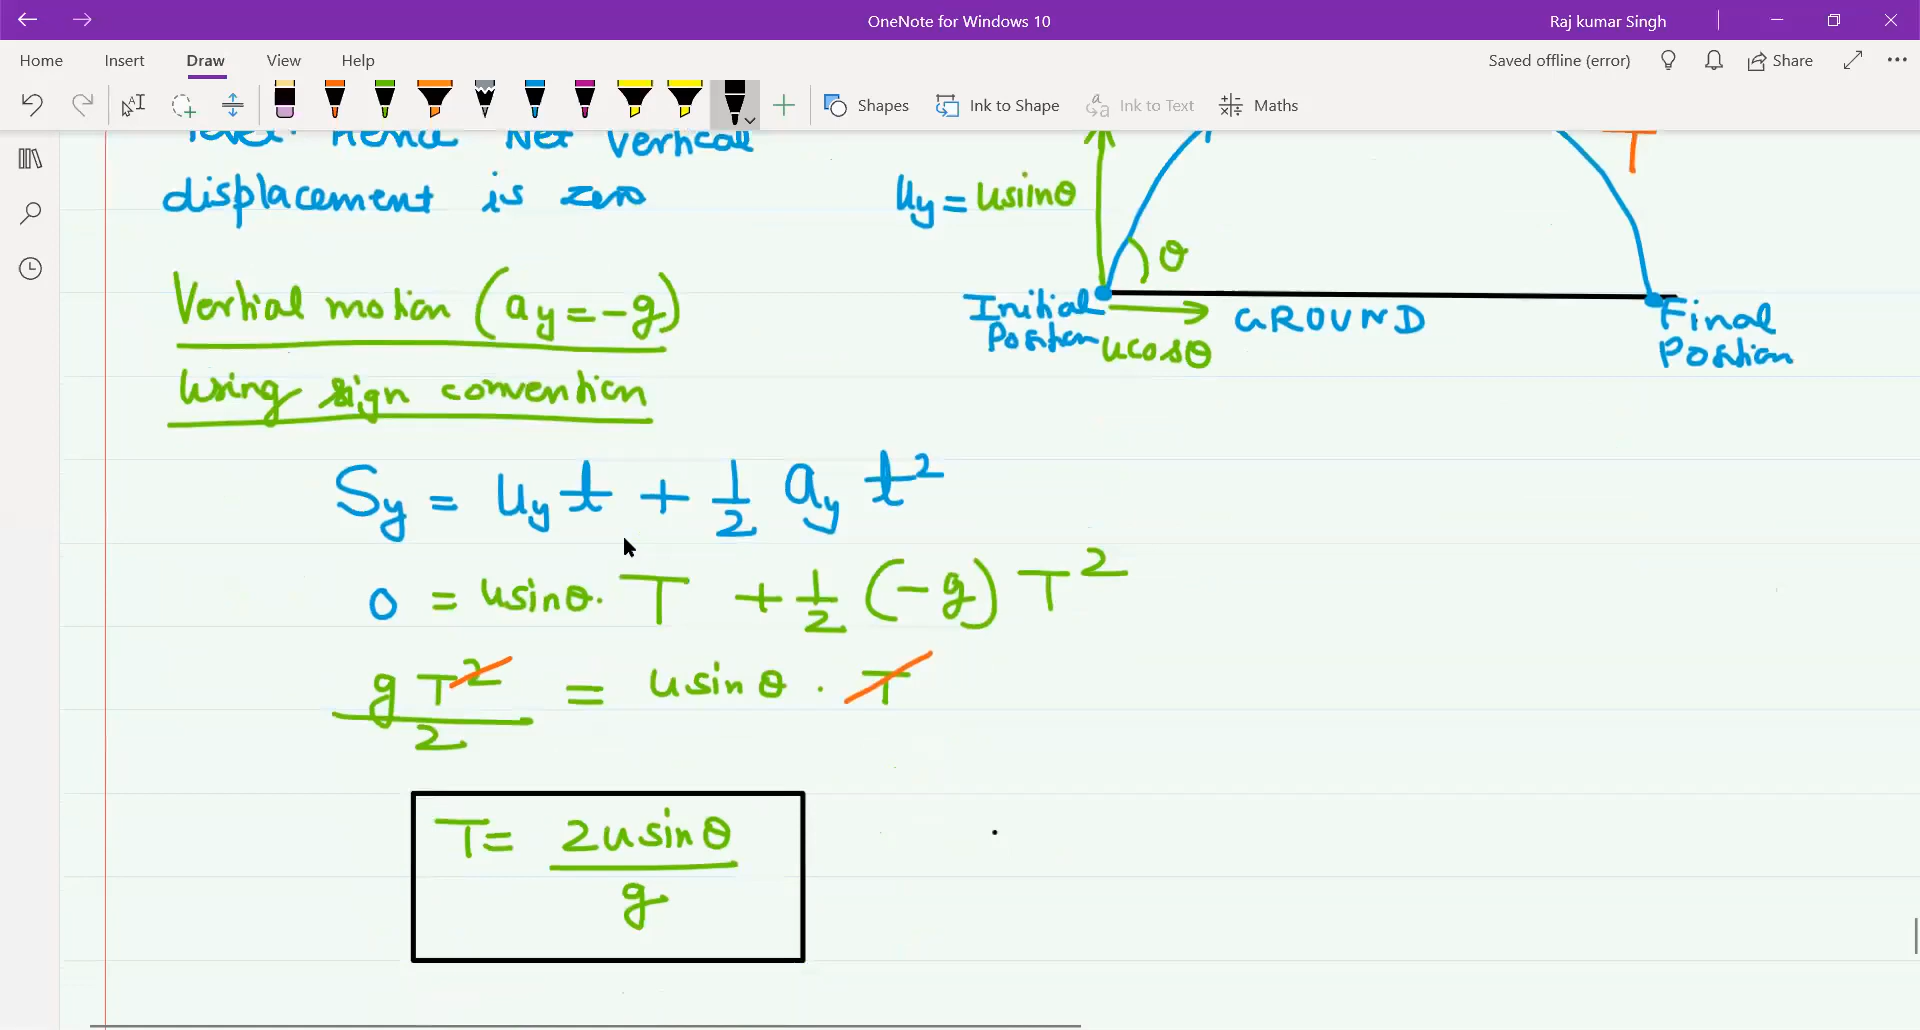 OneNote for Windows 10
Raj kumar Singh
Home Insert Draw View Help
Saved offline (error) Share
Shapes Ink to Shape Ink to Text Maths
level. Hence Net vertical
displacement is zero
Vertial motion (ay = -g)
Using sign convention
Sy = uy t + 1/2 ay t²
0 = usinθ. T + 1/2 (-g) T²
g T²/2 = usinθ . T
T = 2usinθ/g
T
uy = usinθ
θ
Initial Position
ucosθ
GROUND
Final Position